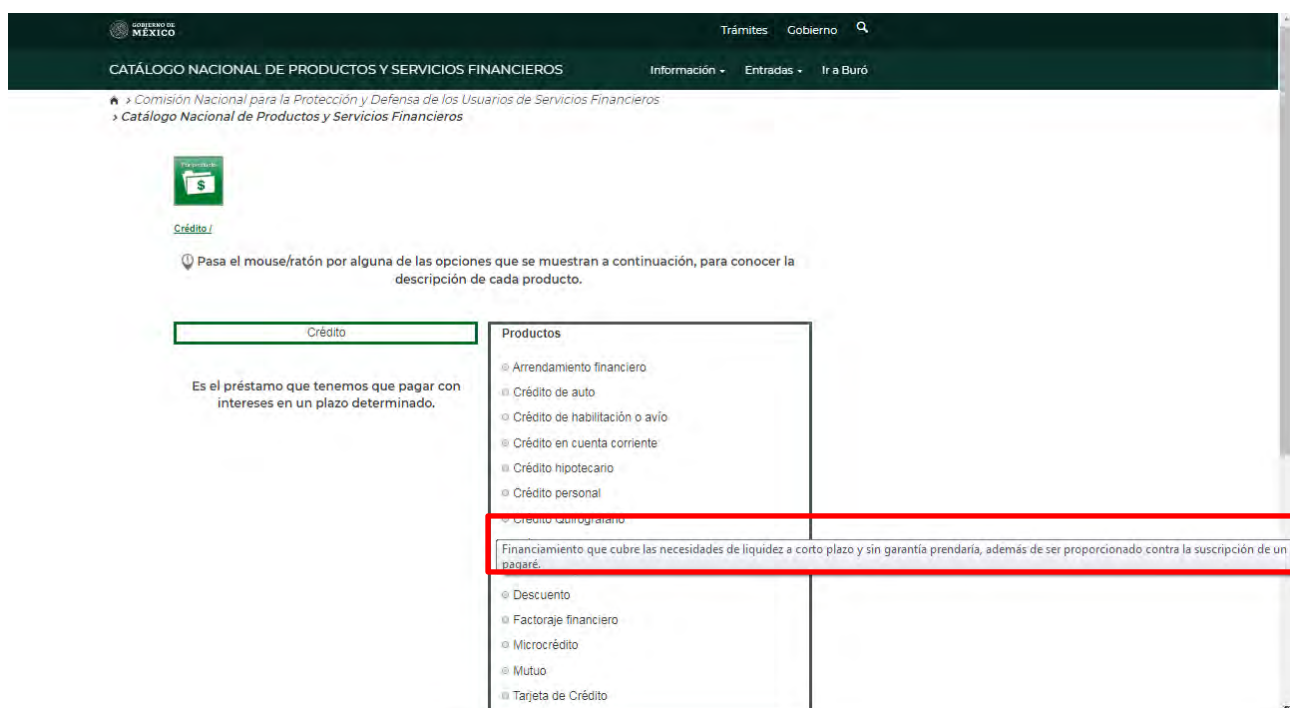 GOBIERNO DE
MÉXICO
Trámites Gobierno
CATÁLOGO NACIONAL DE PRODUCTOS Y SERVICIOS FINANCIEROS
Información Entradas Ir a Buró
> Comisión Nacional para la Protección y Defensa de los Usuarios de Servicios Financieros
> Catálogo Nacional de Productos y Servicios Financieros
$
Crédito /
Pasa el mouse/ratón por alguna de las opciones que se muestran a continuación, para conocer la
descripción de cada producto.
Crédito
Es el préstamo que tenemos que pagar con
intereses en un plazo determinado.
Productos
Arrendamiento financiero
Crédito de auto
Crédito de habilitación o avío
Crédito en cuenta corriente
Crédito hipotecario
Crédito personal
Crédito Quirografario
Financiamiento que cubre las necesidades de liquidez a corto plazo y sin garantía prendaría, además de ser proporcionado contra la suscripción de un
pagaré.
Descuento
Factoraje financiero
Microcrédito
Mutuo
Tarjeta de Crédito